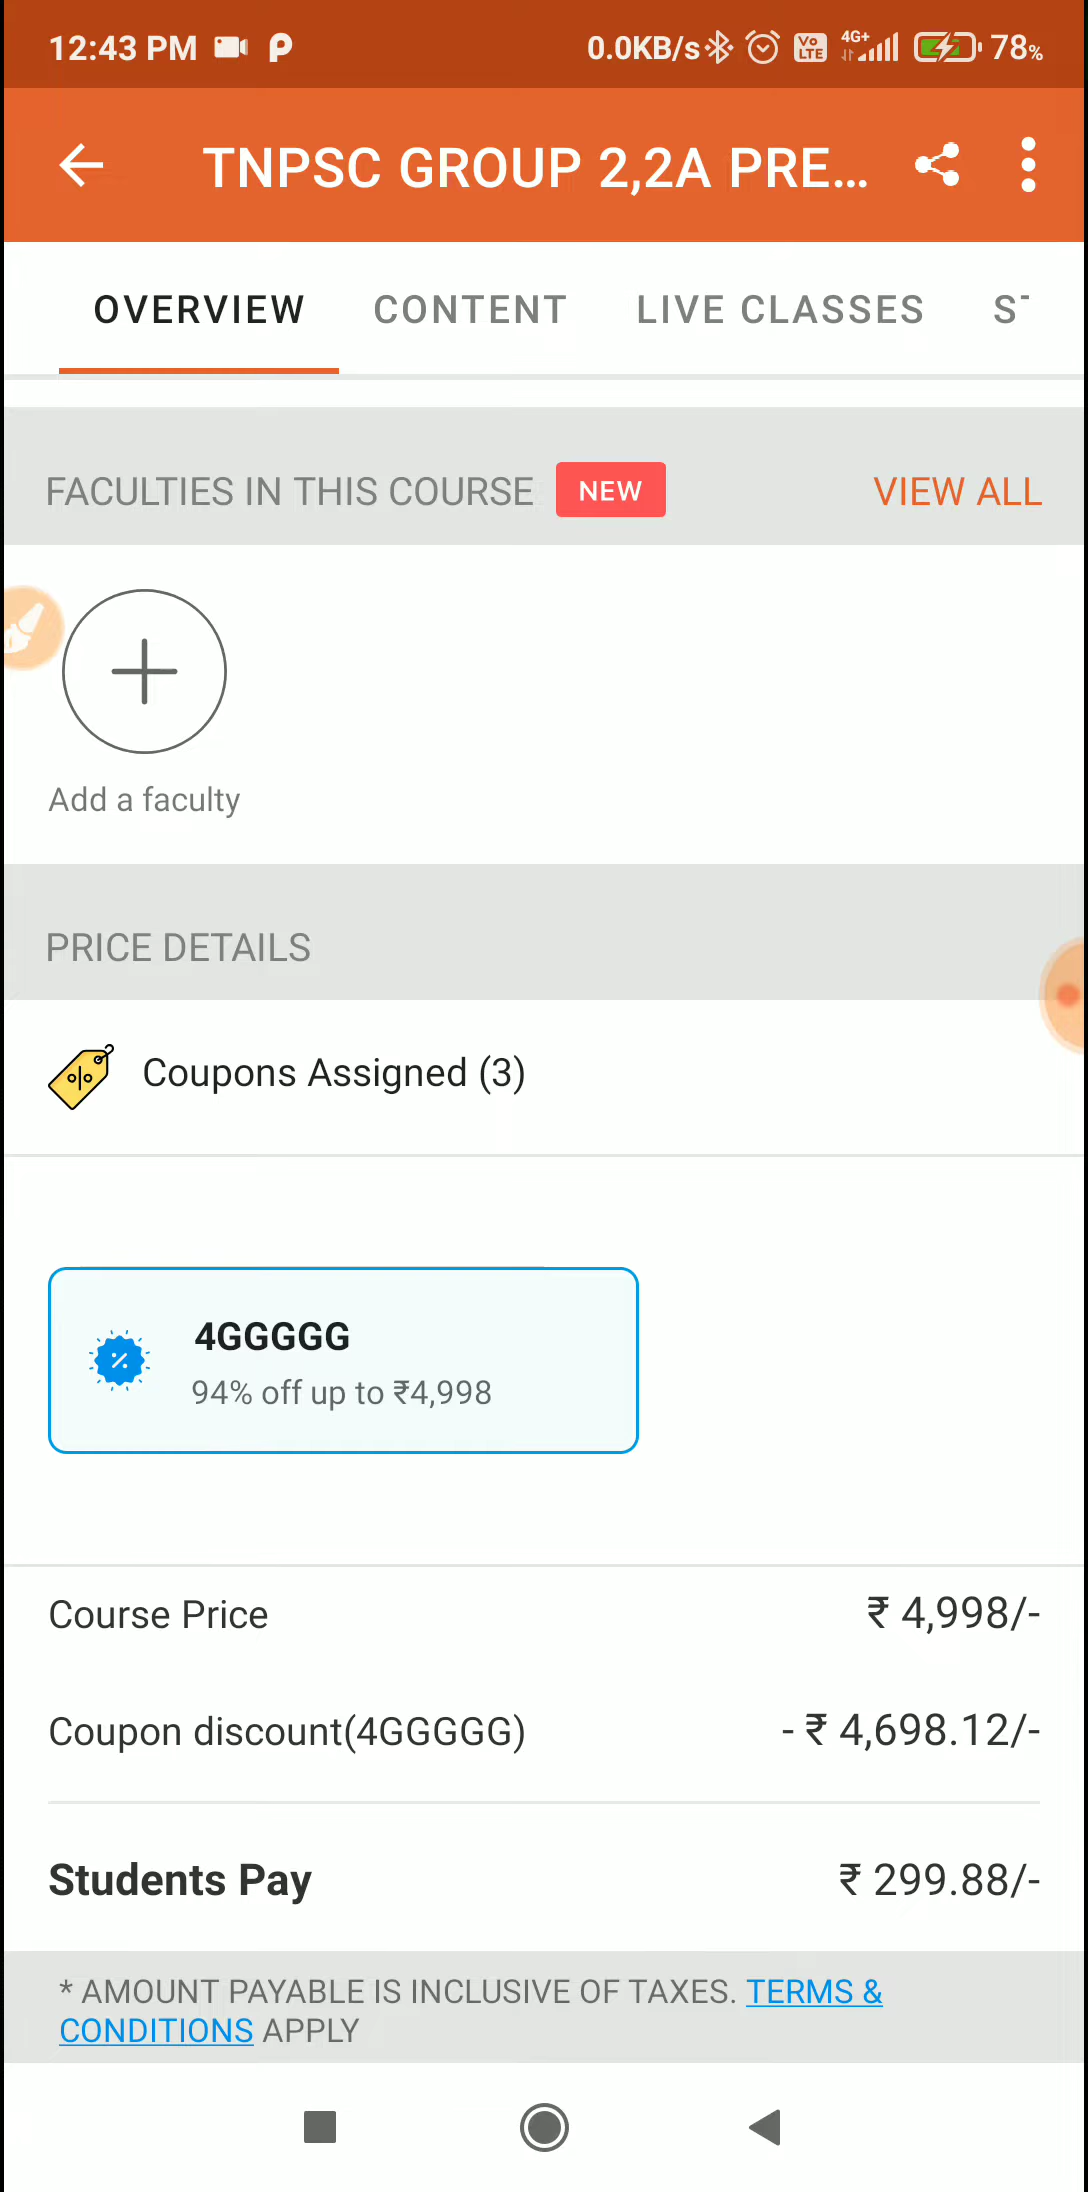 12:43 PM 0.0KB/s Vo LTE 4G+ 78%
TNPSC GROUP 2,2A PRE...
OVERVIEW CONTENT LIVE CLASSES
FACULTIES IN THIS COURSE NEW VIEW ALL
Add a faculty
PRICE DETAILS
Coupons Assigned (3)
4GGGGG
94% off up to ₹4,998
Course Price ₹ 4,998/-
Coupon discount(4GGGGG) - ₹ 4,698.12/-
Students Pay ₹ 299.88/-
* AMOUNT PAYABLE IS INCLUSIVE OF TAXES. TERMS &
CONDITIONS APPLY